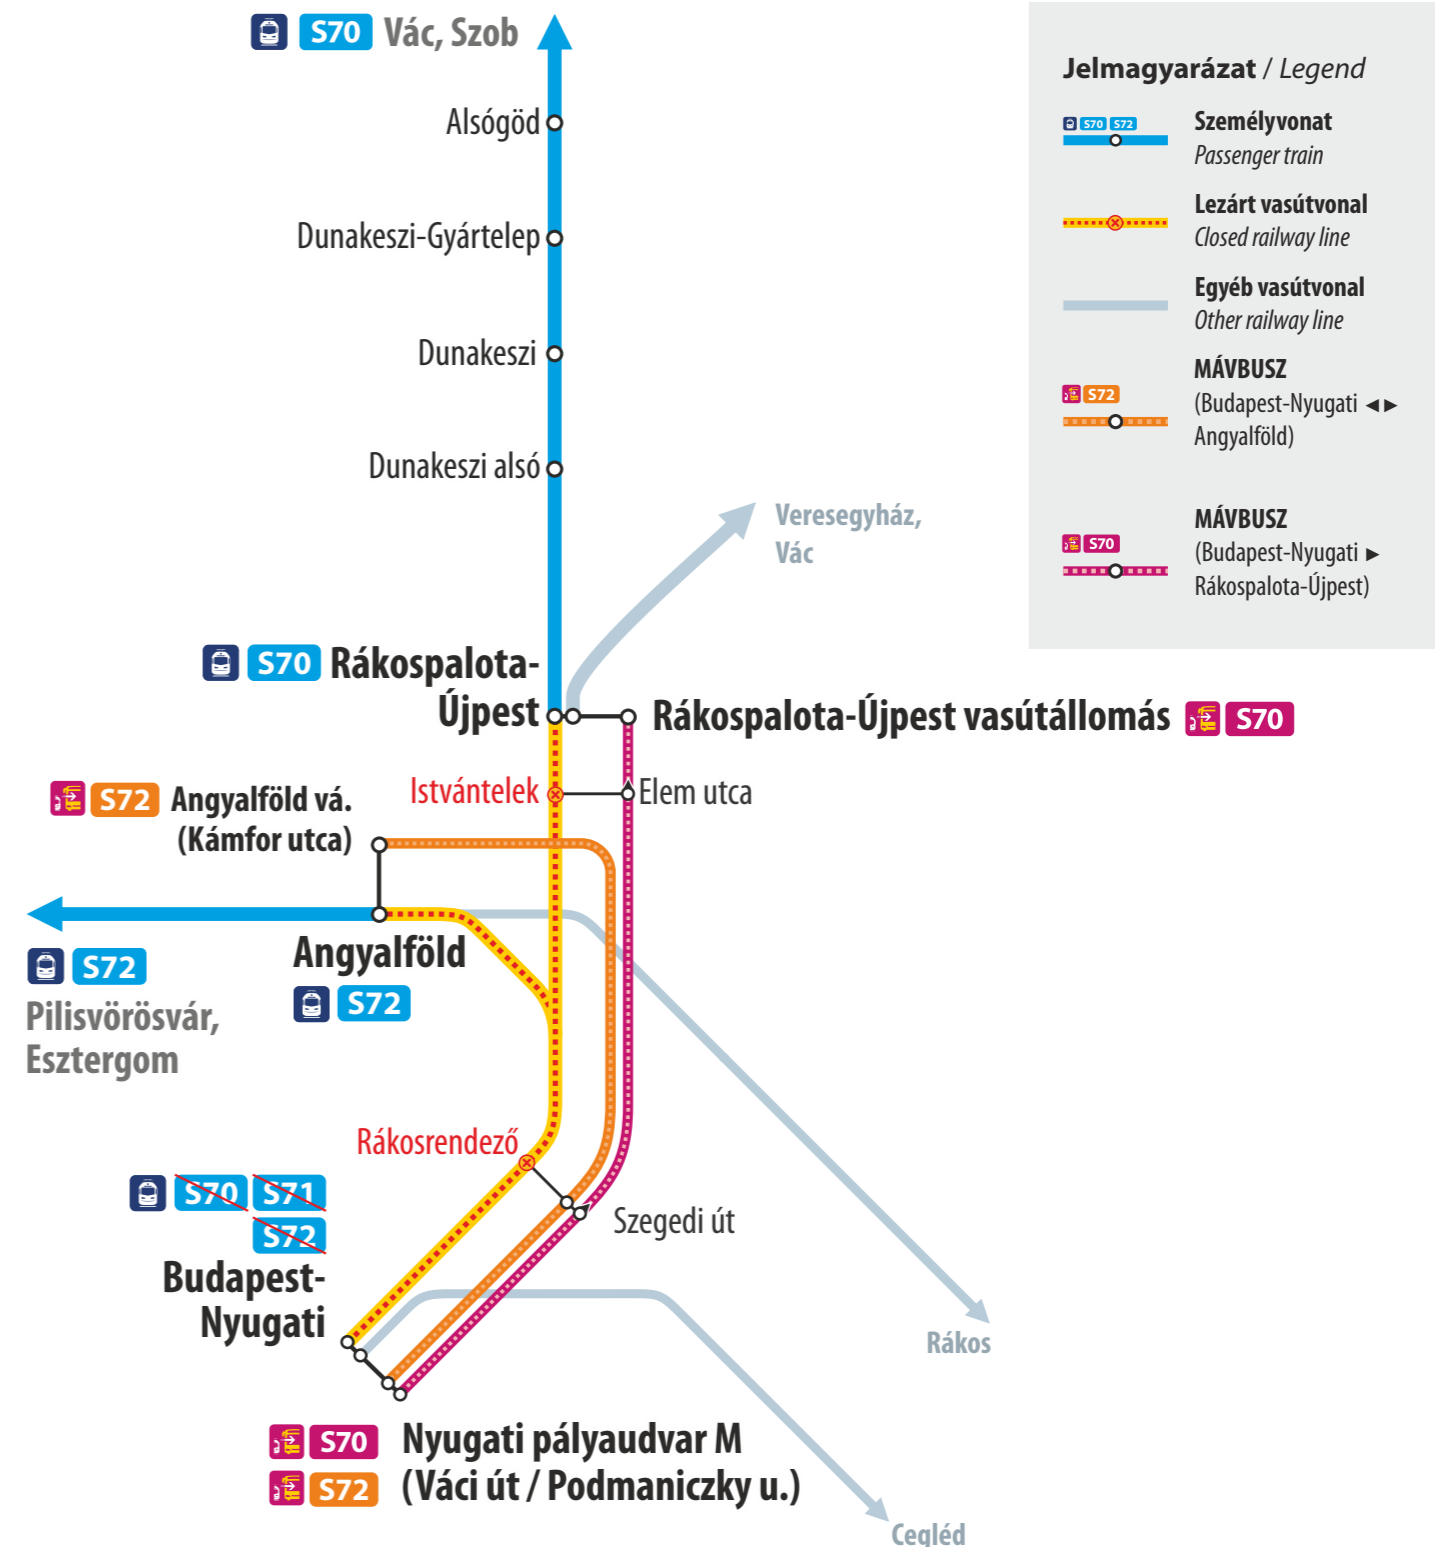 S70 Vác, Szob
Alsógöd
Dunakeszi-Gyártelep
Dunakeszi
Dunakeszi alsó
Veresegyház,
Vác
S70 Rákospalota-
Újpest
Rákospalota-Újpest vasútállomás S70
Istvántelek
Elem utca
S72 Angyalföld vá.
(Kámfor utca)
Angyalföld
S72
S72
Pilisvörösvár,
Esztergom
Rákosrendező
Szegedi út
S70 S71
S72
Budapest-
Nyugati
Rákos
S70 Nyugati pályaudvar M
S72 (Váci út / Podmaniczky u.)
Cegléd
Jelmagyarázat / Legend
S70 S72
Személyvonat
Passenger train
Lezárt vasútvonal
Closed railway line
Egyéb vasútvonal
Other railway line
S72
MÁVBUSZ
(Budapest-Nyugati ◄►
Angyalföld)
S70
MÁVBUSZ
(Budapest-Nyugati ►
Rákospalota-Újpest)